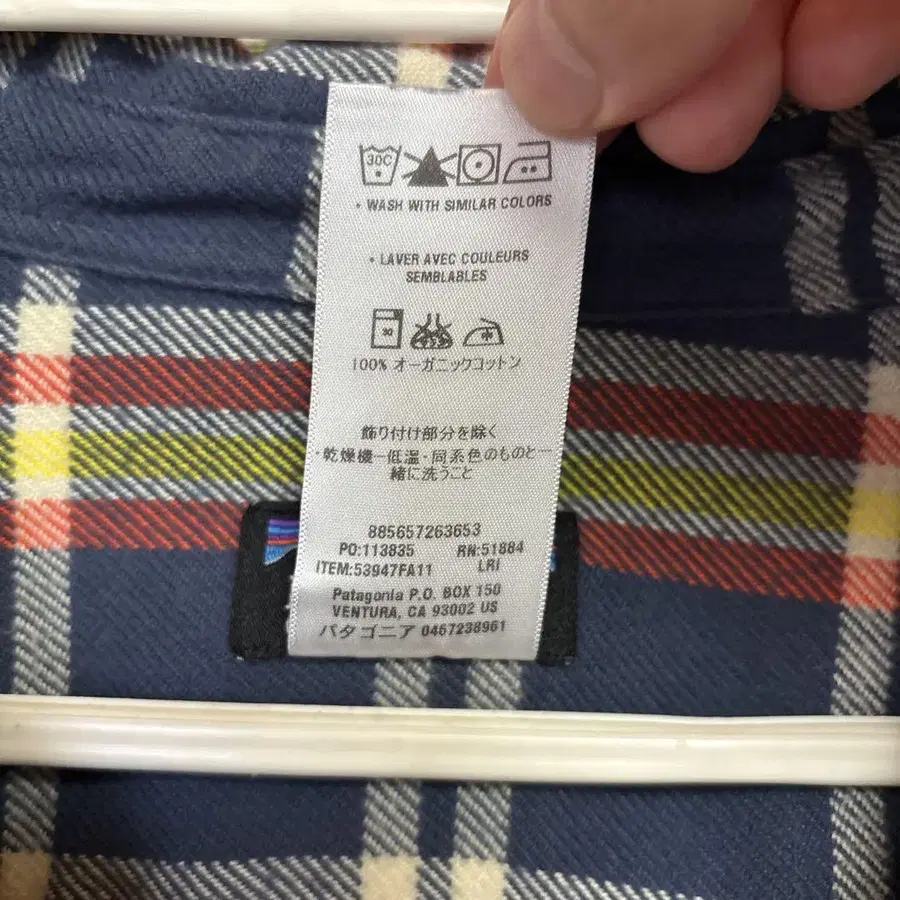 30C
• WASH WITH SIMILAR COLORS
• LAVER AVEC COULEURS
SEMBLABLES
30
100% オーガニックコットン
飾り付け部分を除く
・乾燥機ー低温・同系色のものと一
緒に洗うこと
885657263653
PO:113835 RN:51884
ITEM:53947FA11 LRI
Patagonia P.O. BOX 150
VENTURA, CA 93002 US
パタゴニア 0467238961